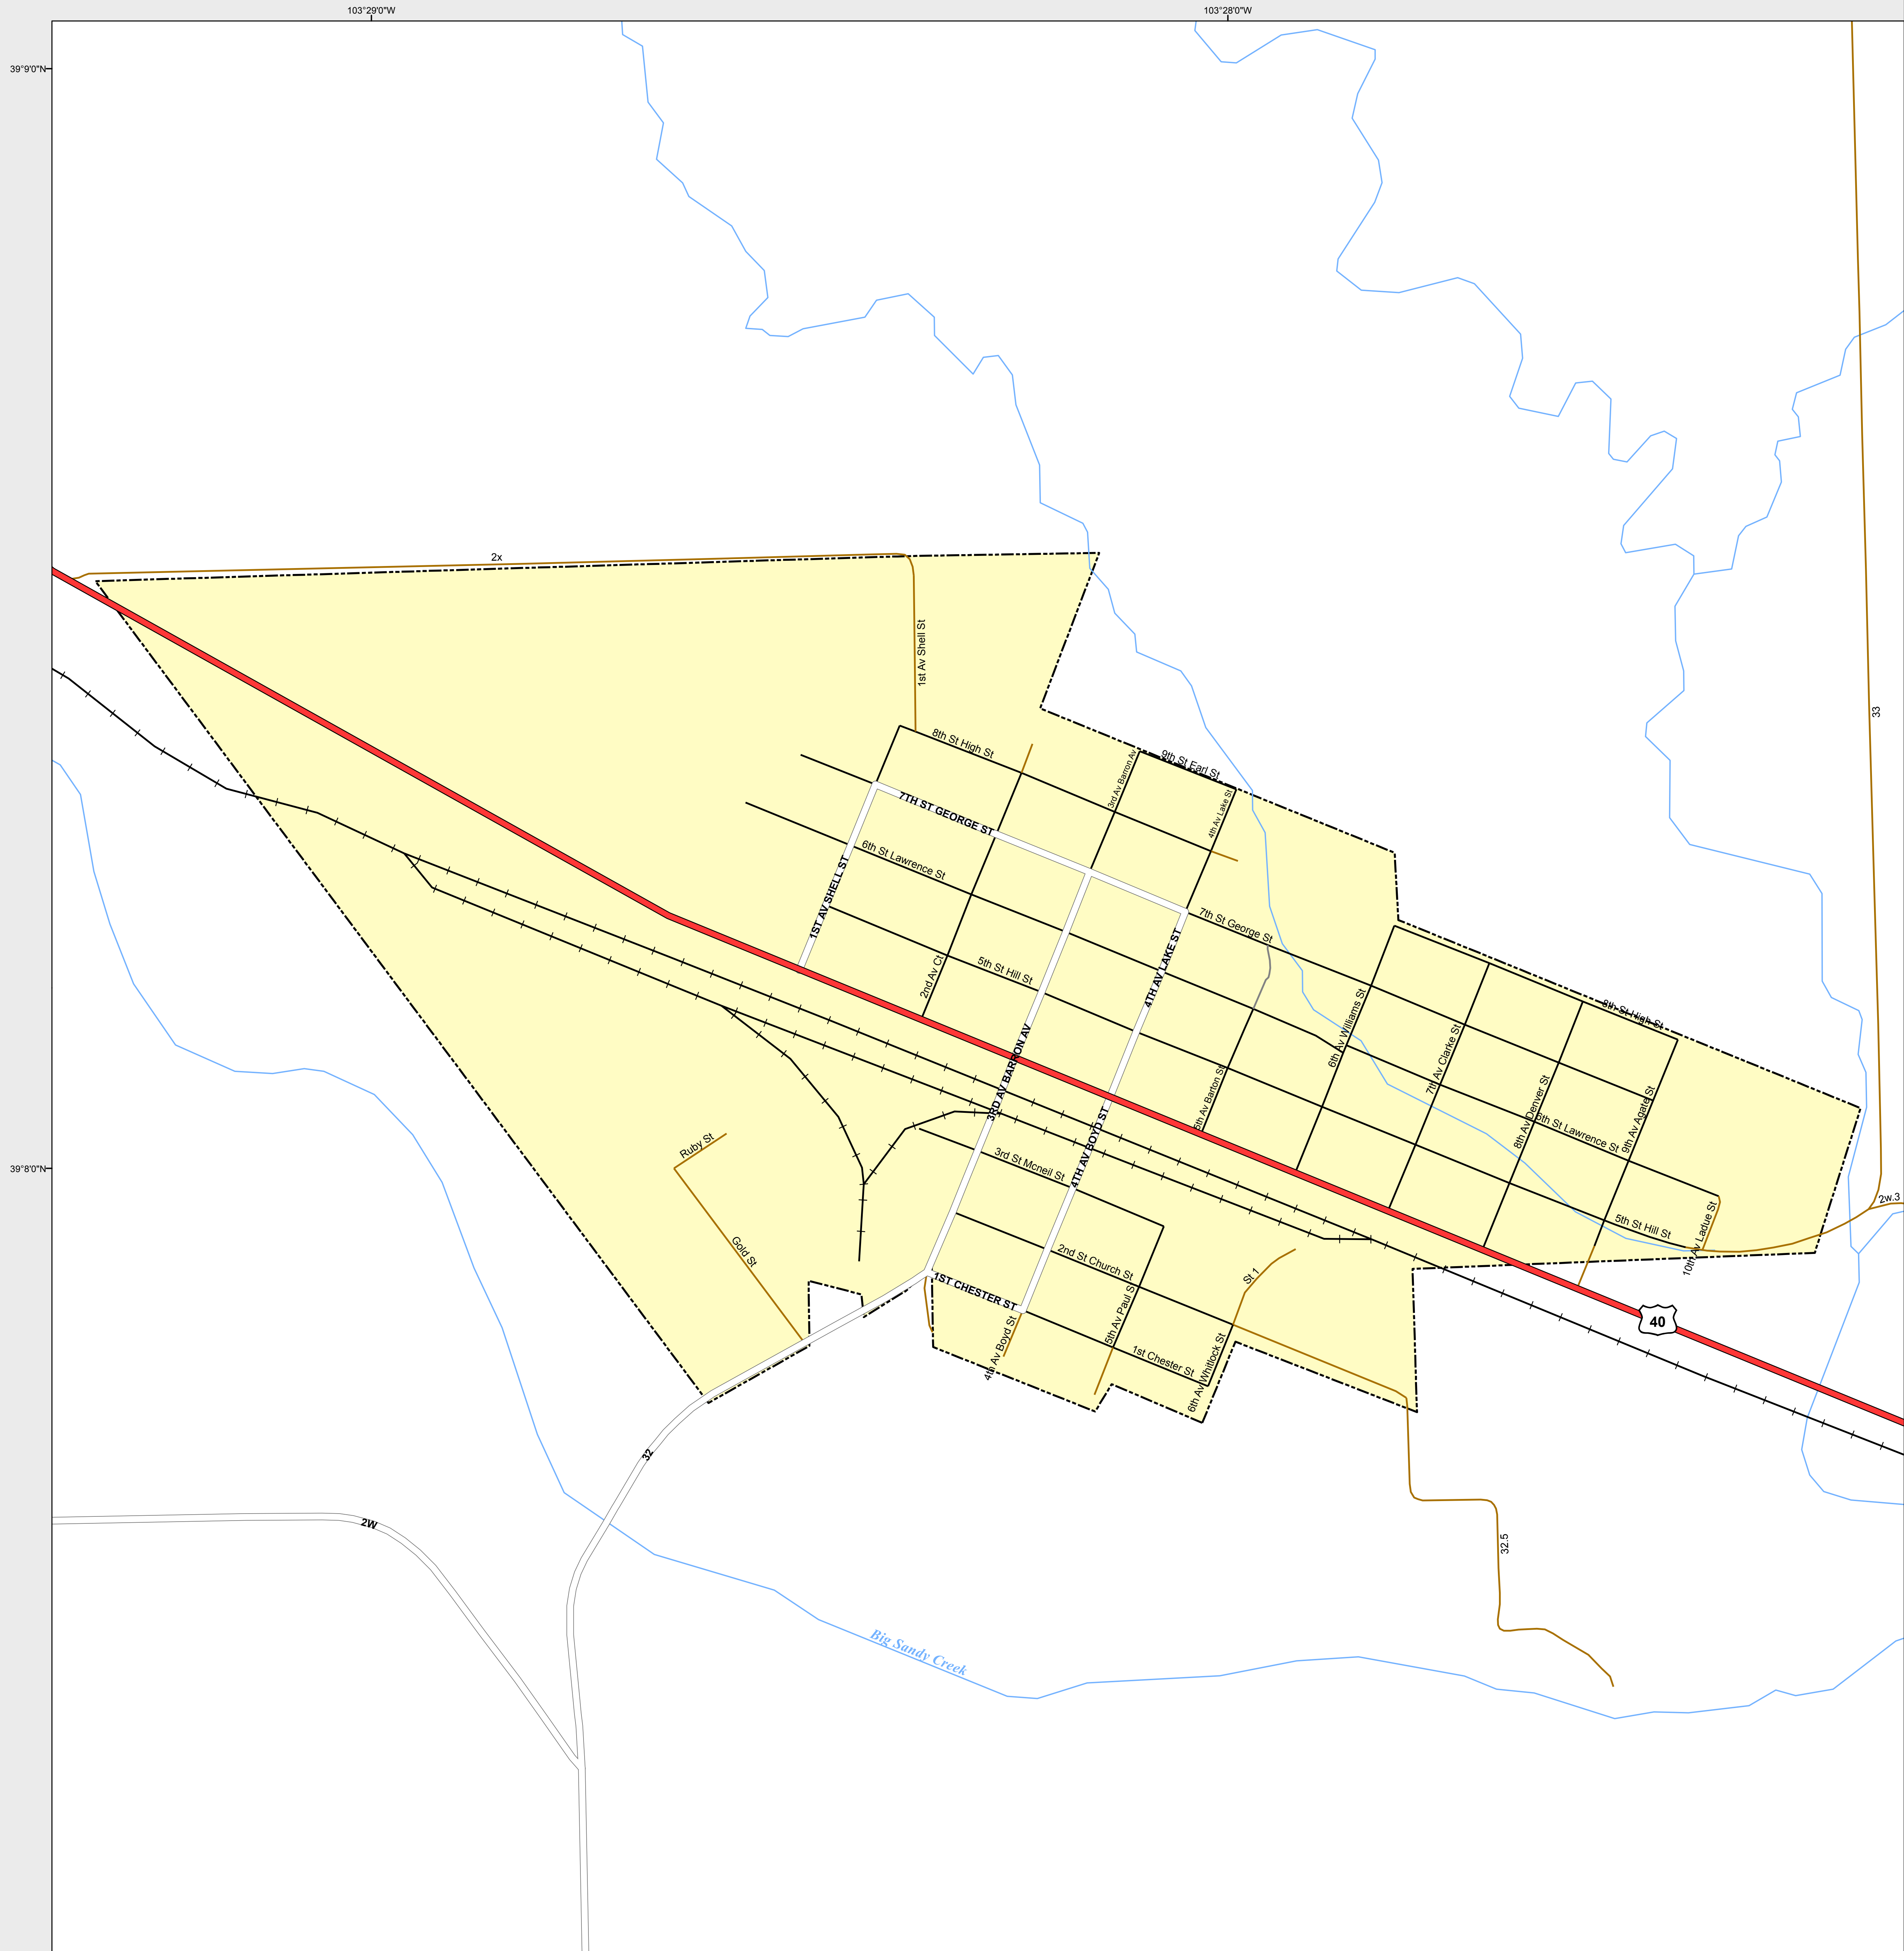 103°29'0"W
103°28'0"W
39°9'0"N
2x
1st Av Shell St
33
8th St High St
3rd Av Barron Av
9th St Earl St
4th Av Lake St
7TH ST GEORGE ST
6th St Lawrence St
1ST AV SHELL ST
7th St George St
5th St Hill St
2nd Av Ct
4TH AV LAKE ST
6th Av Williams St
8th St High St
7th Av Clarke St
3RD AV BARRON AV
5th Av Barton St
8th Av Denver St
6th St Lawrence St
9th Av Agate St
39°8'0"N
Ruby St
3rd St Mcneil St
4TH AV BOYD ST
2w.3
5th St Hill St
10th Av Ladue St
Gold St
2nd St Church St
St 1
1ST CHESTER ST
5th Av Paul St
40
4th Av Boyd St
1st Chester St
6th Av Whitlock St
32
2W
32.5
Big Sandy Creek